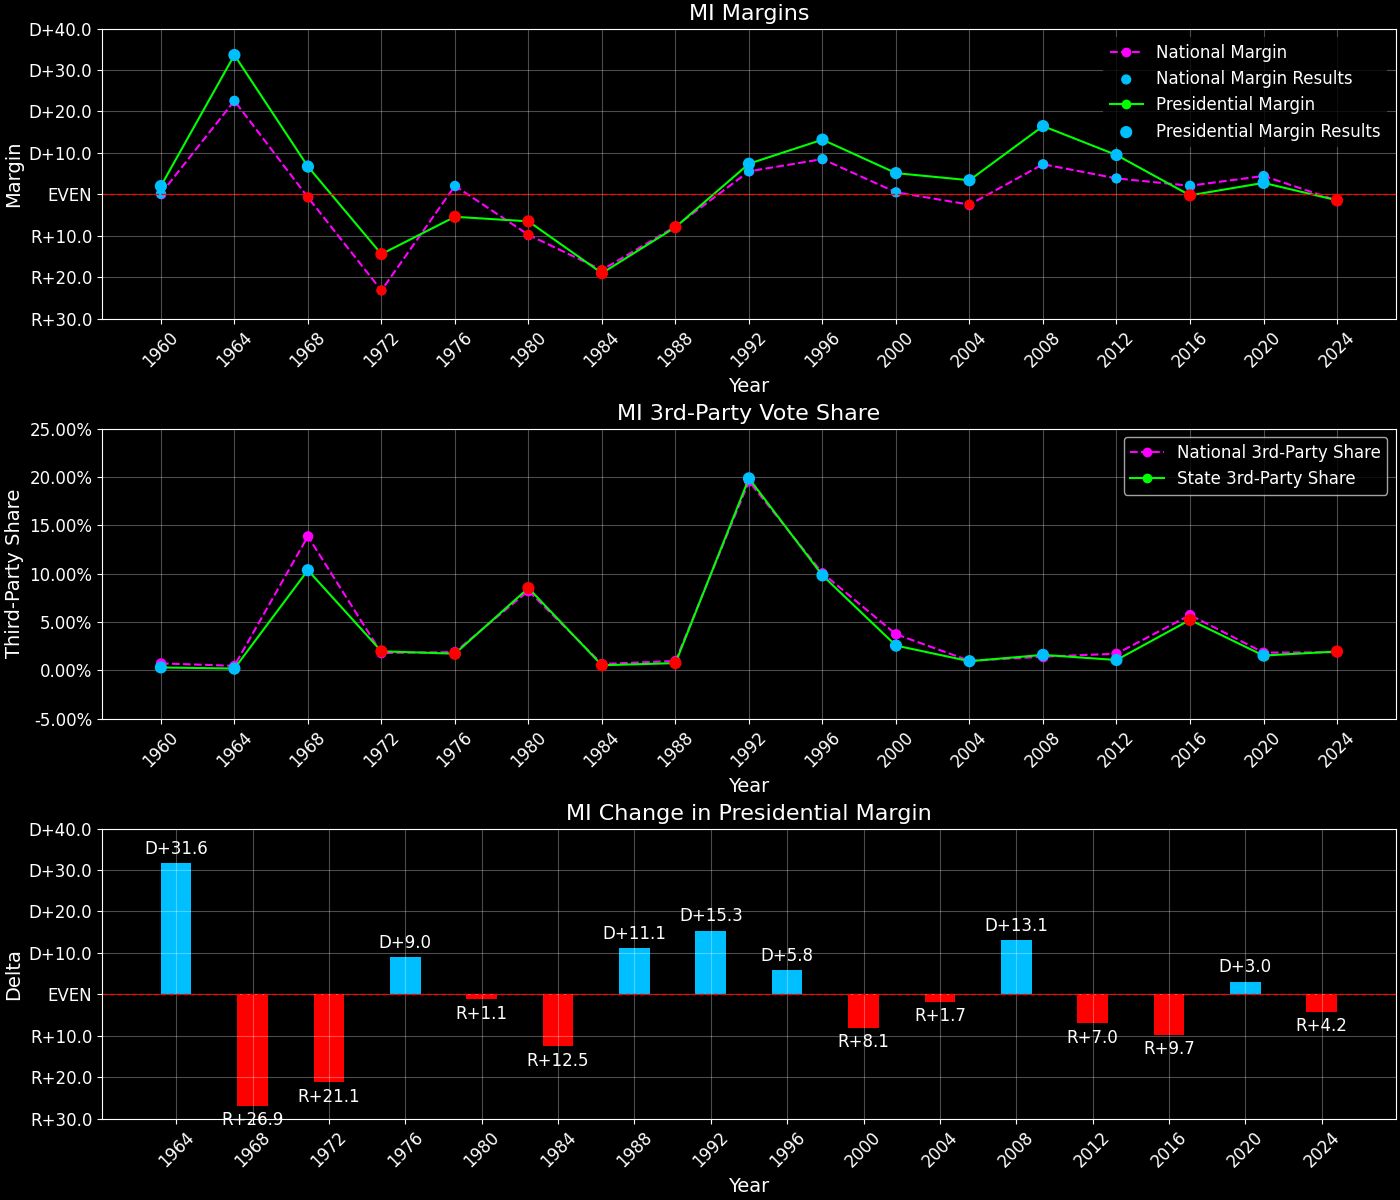 MI Margins
D+40.0
D+30.0
D+20.0
D+10.0
EVEN
R+10.0
R+20.0
R+30.0
Margin
National Margin
National Margin Results
Presidential Margin
Presidential Margin Results
1960 1964 1968 1972 1976 1980 1984 1988 1992 1996 2000 2004 2008 2012 2016 2020 2024
Year
MI 3rd-Party Vote Share
25.00%
20.00%
15.00%
10.00%
5.00%
0.00%
-5.00%
Third-Party Share
National 3rd-Party Share
State 3rd-Party Share
1960 1964 1968 1972 1976 1980 1984 1988 1992 1996 2000 2004 2008 2012 2016 2020 2024
Year
MI Change in Presidential Margin
D+40.0
D+30.0
D+20.0
D+10.0
EVEN
R+10.0
R+20.0
R+30.0
Delta
D+31.6
R+26.9
R+21.1
D+9.0
R+1.1
R+12.5
D+11.1
D+15.3
D+5.8
R+8.1
R+1.7
D+13.1
R+7.0
R+9.7
D+3.0
R+4.2
1964 1968 1972 1976 1980 1984 1988 1992 1996 2000 2004 2008 2012 2016 2020 2024
Year